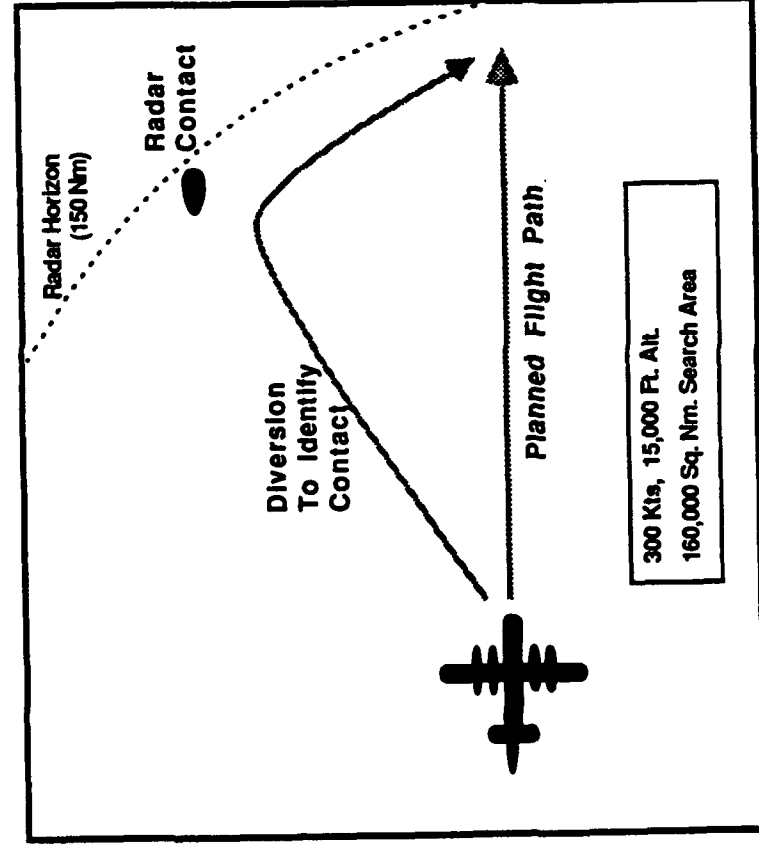 Radar Horizon
(150 Nm)
Radar
Contact
Diversion
To Identify
Contact
Planned Flight Path
300 Kts, 15,000 Ft. Alt.
160,000 Sq. Nm. Search Area